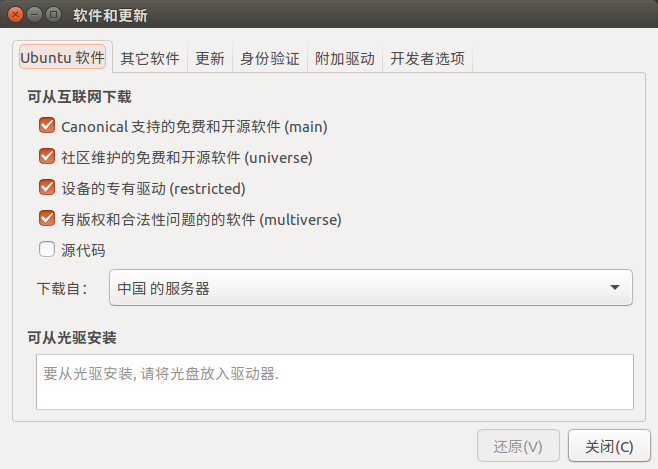 软件和更新
Ubuntu 软件 其它软件 更新 身份验证 附加驱动 开发者选项
可从互联网下载
Canonical 支持的免费和开源软件 (main)
社区维护的免费和开源软件 (universe)
设备的专有驱动 (restricted)
有版权和合法性问题的的软件 (multiverse)
源代码
下载自： 中国 的服务器
可从光驱安装
要从光驱安装, 请将光盘放入驱动器.
还原(V) 关闭(C)